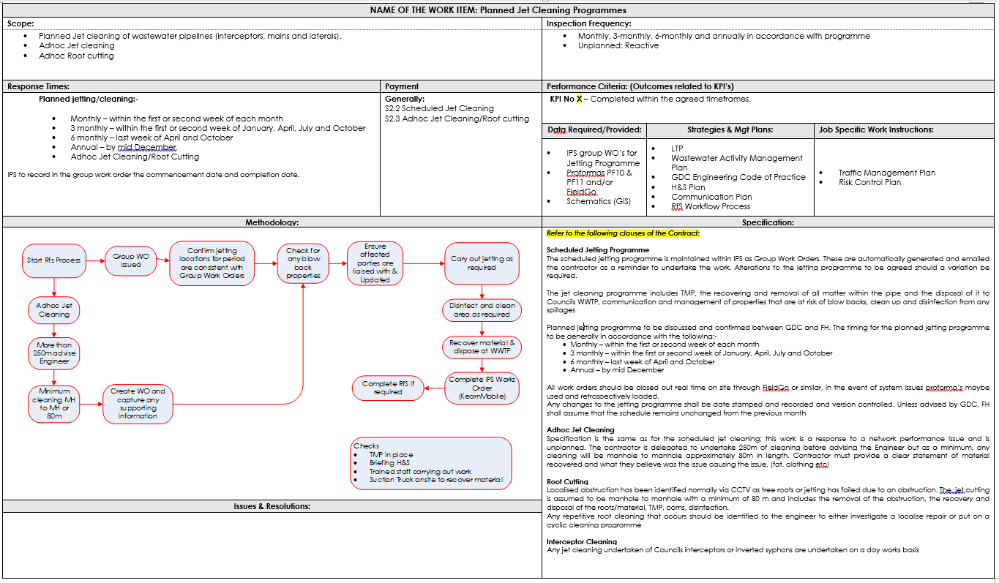 NAME OF THE WORK ITEM: Planned Jet Cleaning Programmes
Scope:
• Planned Jet cleaning of wastewater pipelines (interceptors, mains and laterals).
• Adhoc Jet cleaning
• Adhoc Root cutting
Inspection Frequency:
• Monthly, 3-monthly, 6-monthly and annually in accordance with programme
• Unplanned: Reactive
Response Times:
Planned jetting/cleaning:-
• Monthly – within the first or second week of each month
• 3 monthly – within the first or second week of January, April, July and October
• 6 monthly – last week of April and October
• Annual – by mid December
• Adhoc Jet Cleaning/Root Cutting
IPS to record in the group work order the commencement date and completion date.
Payment
Generally:
S2.2 Scheduled Jet Cleaning
S2.3 Adhoc Jet Cleaning/Root cutting
Performance Criteria: (Outcomes related to KPI's)
KPI No X – Completed within the agreed timeframes.
Data Required/Provided:
• IPS group WO's for
Jetting Programme
• Proformas PF10 &
PF11 and/or
FieldGo
• Schematics (GIS)
Strategies & Mgt Plans:
• LTP
• Wastewater Activity Management
Plan
• GDC Engineering Code of Practice
• H&S Plan
• Communication Plan
• RfS Workflow Process
Job Specific Work Instructions:
• Traffic Management Plan
• Risk Control Plan
Methodology:
Start Rfs Process
Group WO
issued
Confirm jetting
locations for period
are consistent with
Group Work Orders
Check for
any blow
back
properties
Ensure
affected
parties are
liaised with &
Updated
Cary out jetting as
required
Adhoc Jet
Cleaning
Disinfect and clean
area as required
More than
250m advise
Engineer
Recover material &
dispose at WWTP
Minimum
cleaning MH
to MH or
80m
Create WO and
capture any
supporting
information
Complete RfS if
required
Complete IPS Works
Order
(KearnMobile)
Checks
• TMP in place
• Briefing H&S
• Trained staff carrying out work
• Suction Truck onsite to recover material
Issues & Resolutions:
Specification:
Refer to the following clauses of the Contract:
Scheduled Jetting Programme
The scheduled jetting programme is maintained within IPS as Group Work Orders. These are automatically generated and emailed
the contractor as a reminder to undertake the work. Alterations to the jetting programme to be agreed should a variation be
required.
The jet cleaning programme includes TMP, the recovering and removal of all matter within the pipe and the disposal of it to
Councils WWTP, communication and management of properties that are at risk of blow backs, clean up and disinfection from any
spillages
Planned jetting programme to be discussed and confirmed between GDC and FH. The timing for the planned jetting programme
to be generally in accordance with the following:-
• Monthly – within the first or second week of each month
• 3 monthly – within the first or second week of January, April, July and October
• 6 monthly – last week of April and October
• Annual – by mid December
All work orders should be closed out real time on site through FieldGo or similar, in the event of system issues proforma's maybe
used and retrospectively loaded.
Any changes to the jetting programme shall be date stamped and recorded and version controlled. Unless advised by GDC, FH
shall assume that the schedule remains unchanged from the previous month
Adhoc Jet Cleaning
Specification is the same as for the scheduled jet cleaning; this work is a response to a network performance issue and is
unplanned. The contractor is delegated to undertake 250m of cleaning before advising the Engineer but as a minimum, any
cleaning will be manhole to manhole approximately 80m in length. Contractor must provide a clear statement of material
recovered and what they believe was the issue causing the issue, (fat, clothing etc)
Root Cutting
Localised obstruction has been identified normally via CCTV as tree roots or jetting has failed due to an obstruction. The jet cutting
is assumed to be manhole to manhole with a minimum of 80 m and includes the removal of the obstruction, the recovery and
disposal of the roots/material, TMP, coms, disinfection.
Any repetitive root cleaning that occurs should be identified to the engineer to either investigate a localise repair or put on a
cyclic cleaning programme
Interceptor Cleaning
Any jet cleaning undertaken of Councils interceptors or inverted syphons are undertaken on a day works basis